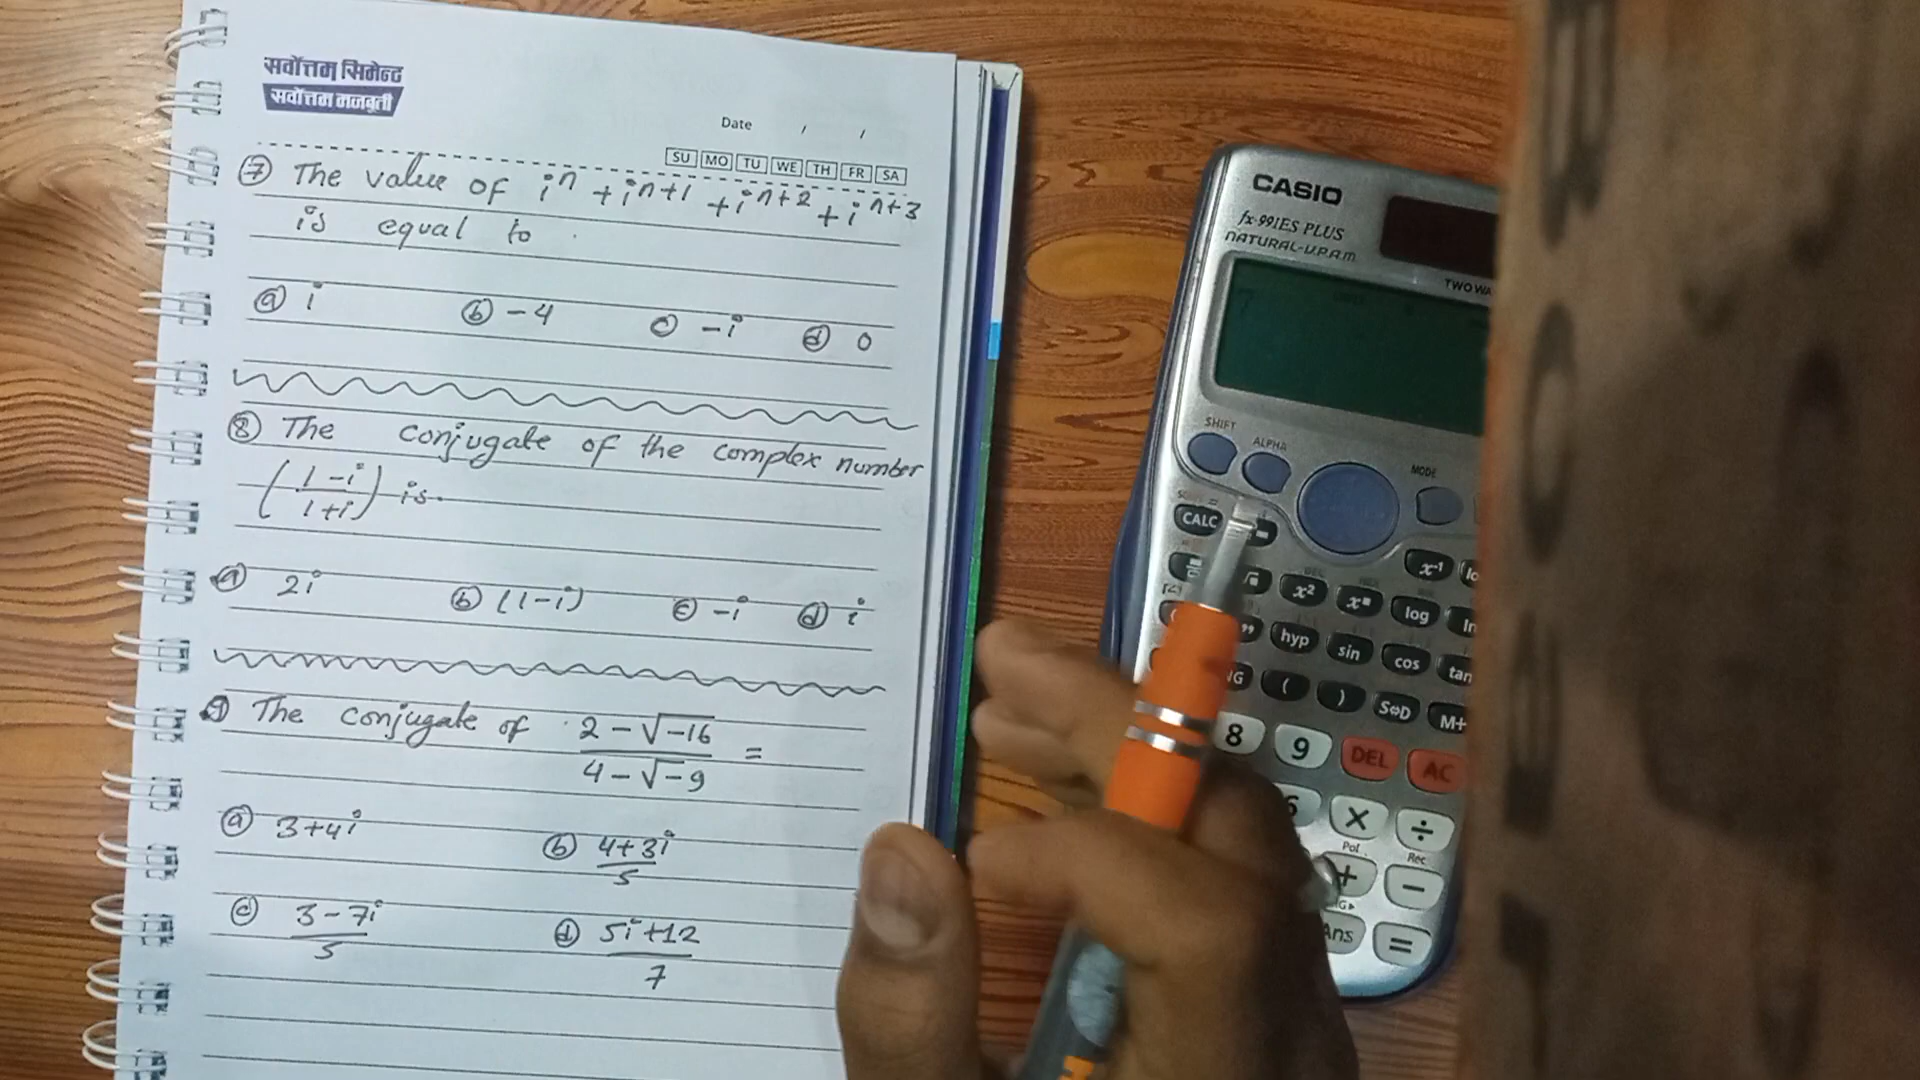 सर्वोत्तम सिमेन्ट
सर्वोत्तम मजबुती
Date / /
SU MO TU WE TH FR SA
⑦ The value of iⁿ + iⁿ⁺¹ + iⁿ⁺² + iⁿ⁺³
is equal to
ⓐ i ⓑ -4 ⓒ -i ⓓ 0
⑧ The conjugate of the complex number
((1-i)/(1+i)) is
ⓐ 2i ⓑ (1-i) ⓒ -i ⓓ i
⑨ The conjugate of (2-√-16)/(4-√-9) =
ⓐ 3+4i ⓑ (4+3i)/5
ⓒ (3-7i)/5 ⓓ (5i+12)/7
CASIO
fx-991ES PLUS
NATURAL-V.P.A.M.
TWO WA
SHIFT ALPHA MODE
CALC
x⁻¹
x² x■ log ln
hyp sin cos tan
( ) S⇔D M+
8 9 DEL AC
6 × ÷
Pol Rec
+ −
Ans =